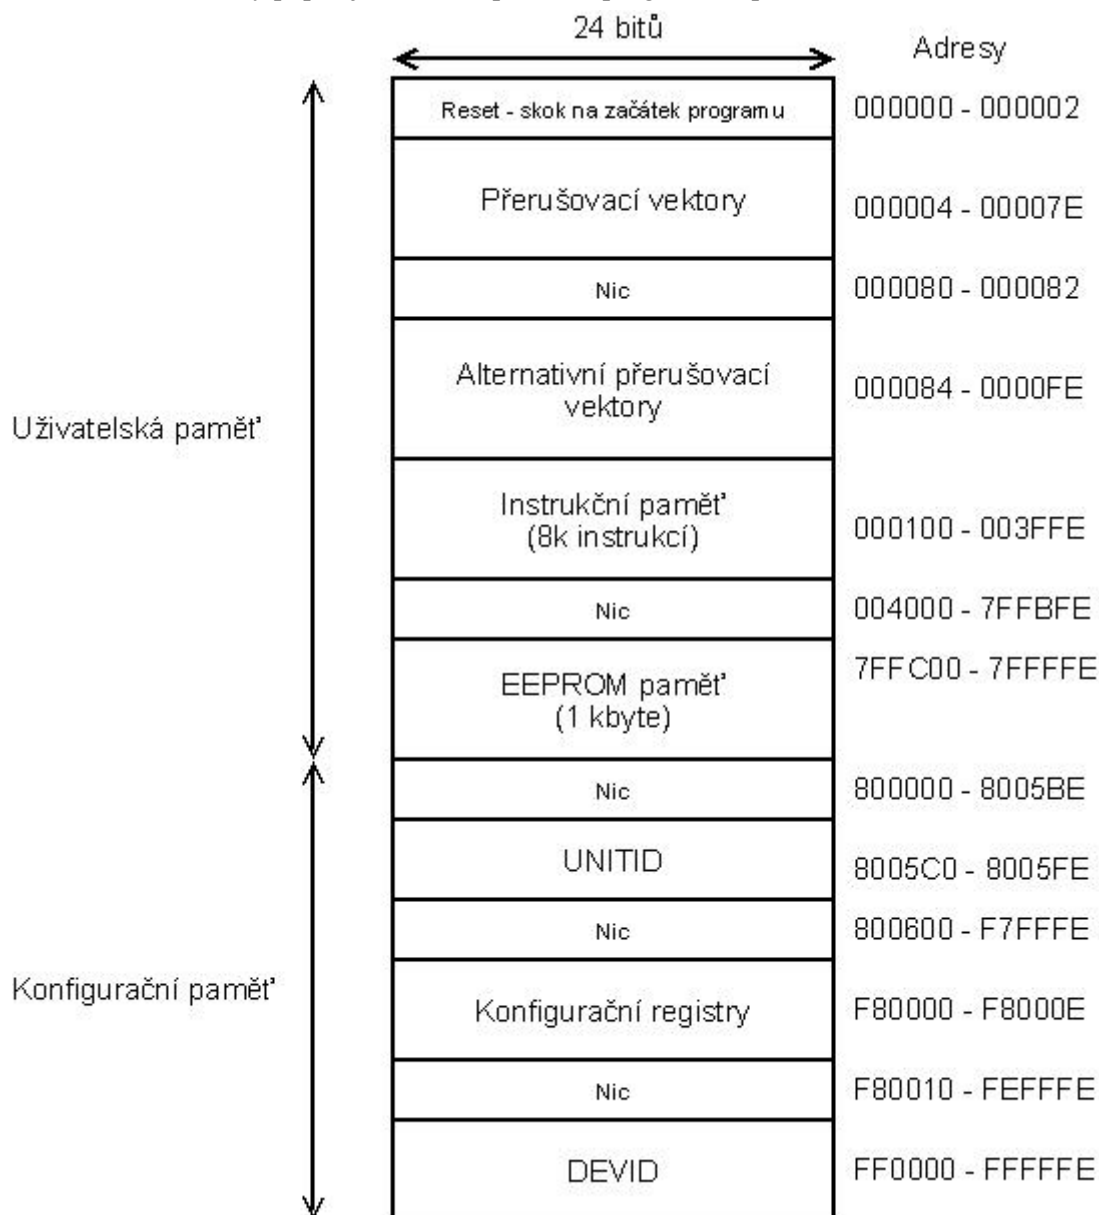 24 bitů
Adresy
Reset - skok na začátek programu 000000 - 000002
Přerušovací vektory 000004 - 00007E
Nic 000080 - 000082
Alternativní přerušovací
vektory 000084 - 0000FE
Uživatelská paměť
Instrukční paměť
(8k instrukcí) 000100 - 003FFE
Nic 004000 - 7FFBFE
EEPROM paměť 7FFC00 - 7FFFFE
(1 kbyte)
Nic 800000 - 8005BE
UNITID 8005C0 - 8005FE
Nic 800600 - F7FFFE
Konfigurační paměť
Konfigurační registry F80000 - F8000E
Nic F80010 - FEFFFE
DEVID FF0000 - FFFFFE